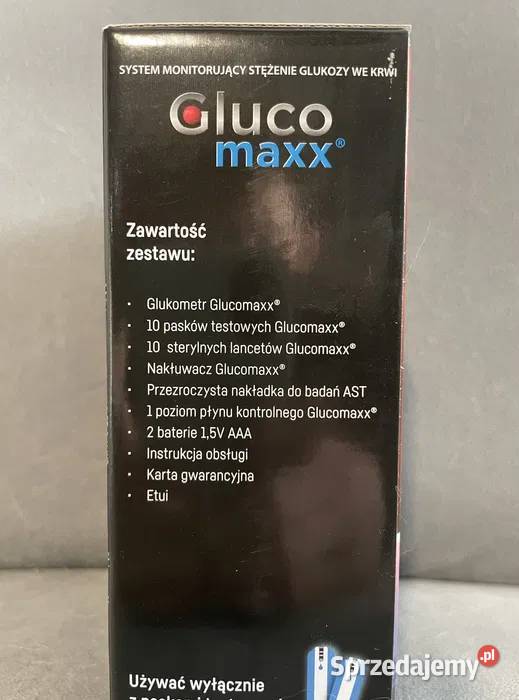 SYSTEM MONITORUJĄCY STĘŻENIE GLUKOZY WE KRWI
Gluco
maxx®
Zawartość
zestawu:
· Glukometr Glucomaxx®
· 10 pasków testowych Glucomaxx®
· 10 sterylnych lancetów Glucomaxx®
· Nakłuwacz Glucomaxx®
· Przezroczysta nakładka do badań AST
· 1 poziom płynu kontrolnego Glucomaxx®
· 2 baterie 1,5V AAA
· Instrukcja obsługi
· Karta gwarancyjna
· Etui
Używać wyłącznie
z paskami
Sprzedajemy.pl